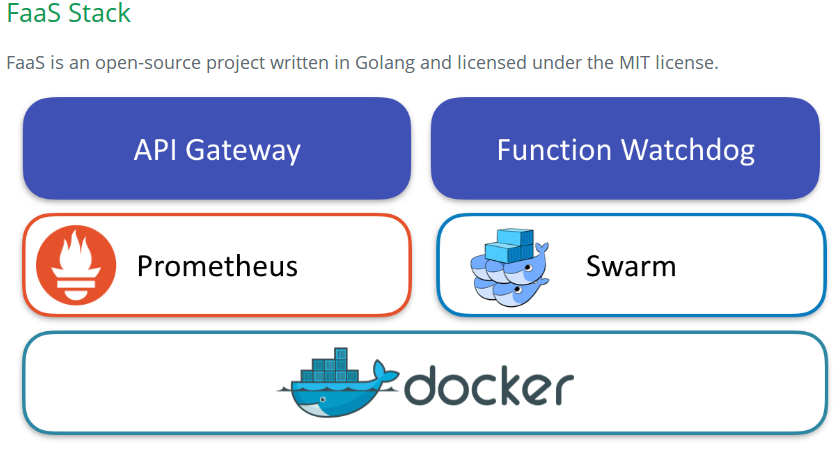 FaaS Stack
FaaS is an open-source project written in Golang and licensed under the MIT license.
API Gateway
Function Watchdog
Prometheus
Swarm
docker